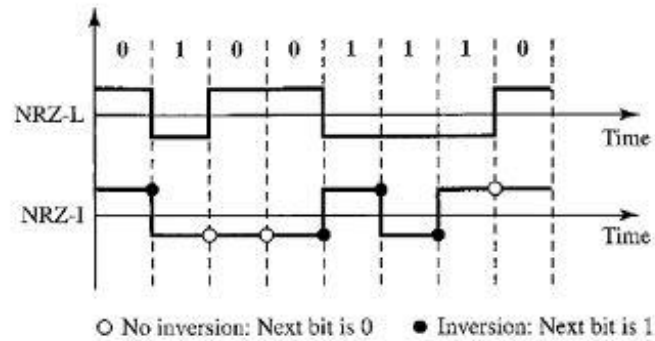 0 1 0 0 1 1 1 0
NRZ-L
Time
NRZ-I
Time
○ No inversion: Next bit is 0 ● Inversion: Next bit is 1